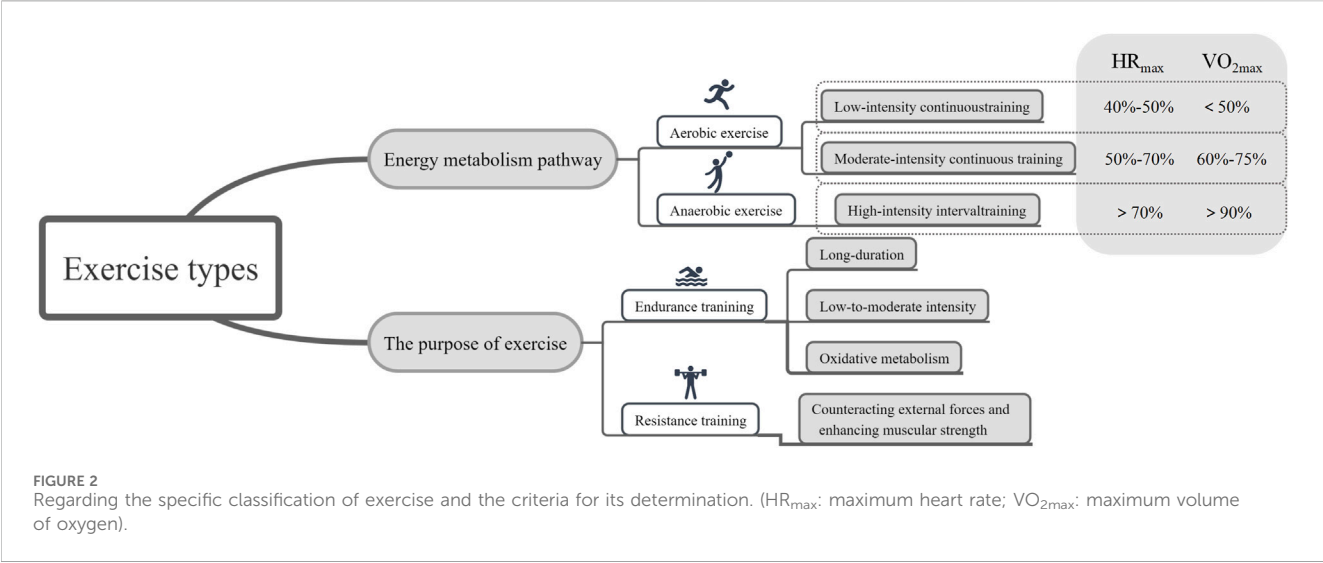 HRmax VO2max
Aerobic exercise
Low-intensity continuoustraining
40%-50% < 50%
Energy metabolism pathway
Moderate-intensity continuous training
50%-70% 60%-75%
Anaerobic exercise
High-intensity intervaltraining
> 70% > 90%
Exercise types
Long-duration
Endurance tranining
Low-to-moderate intensity
The purpose of exercise
Oxidative metabolism
Resistance training
Counteracting external forces and
enhancing muscular strength
FIGURE 2
Regarding the specific classification of exercise and the criteria for its determination. (HRmax: maximum heart rate; VO2max: maximum volume
of oxygen).